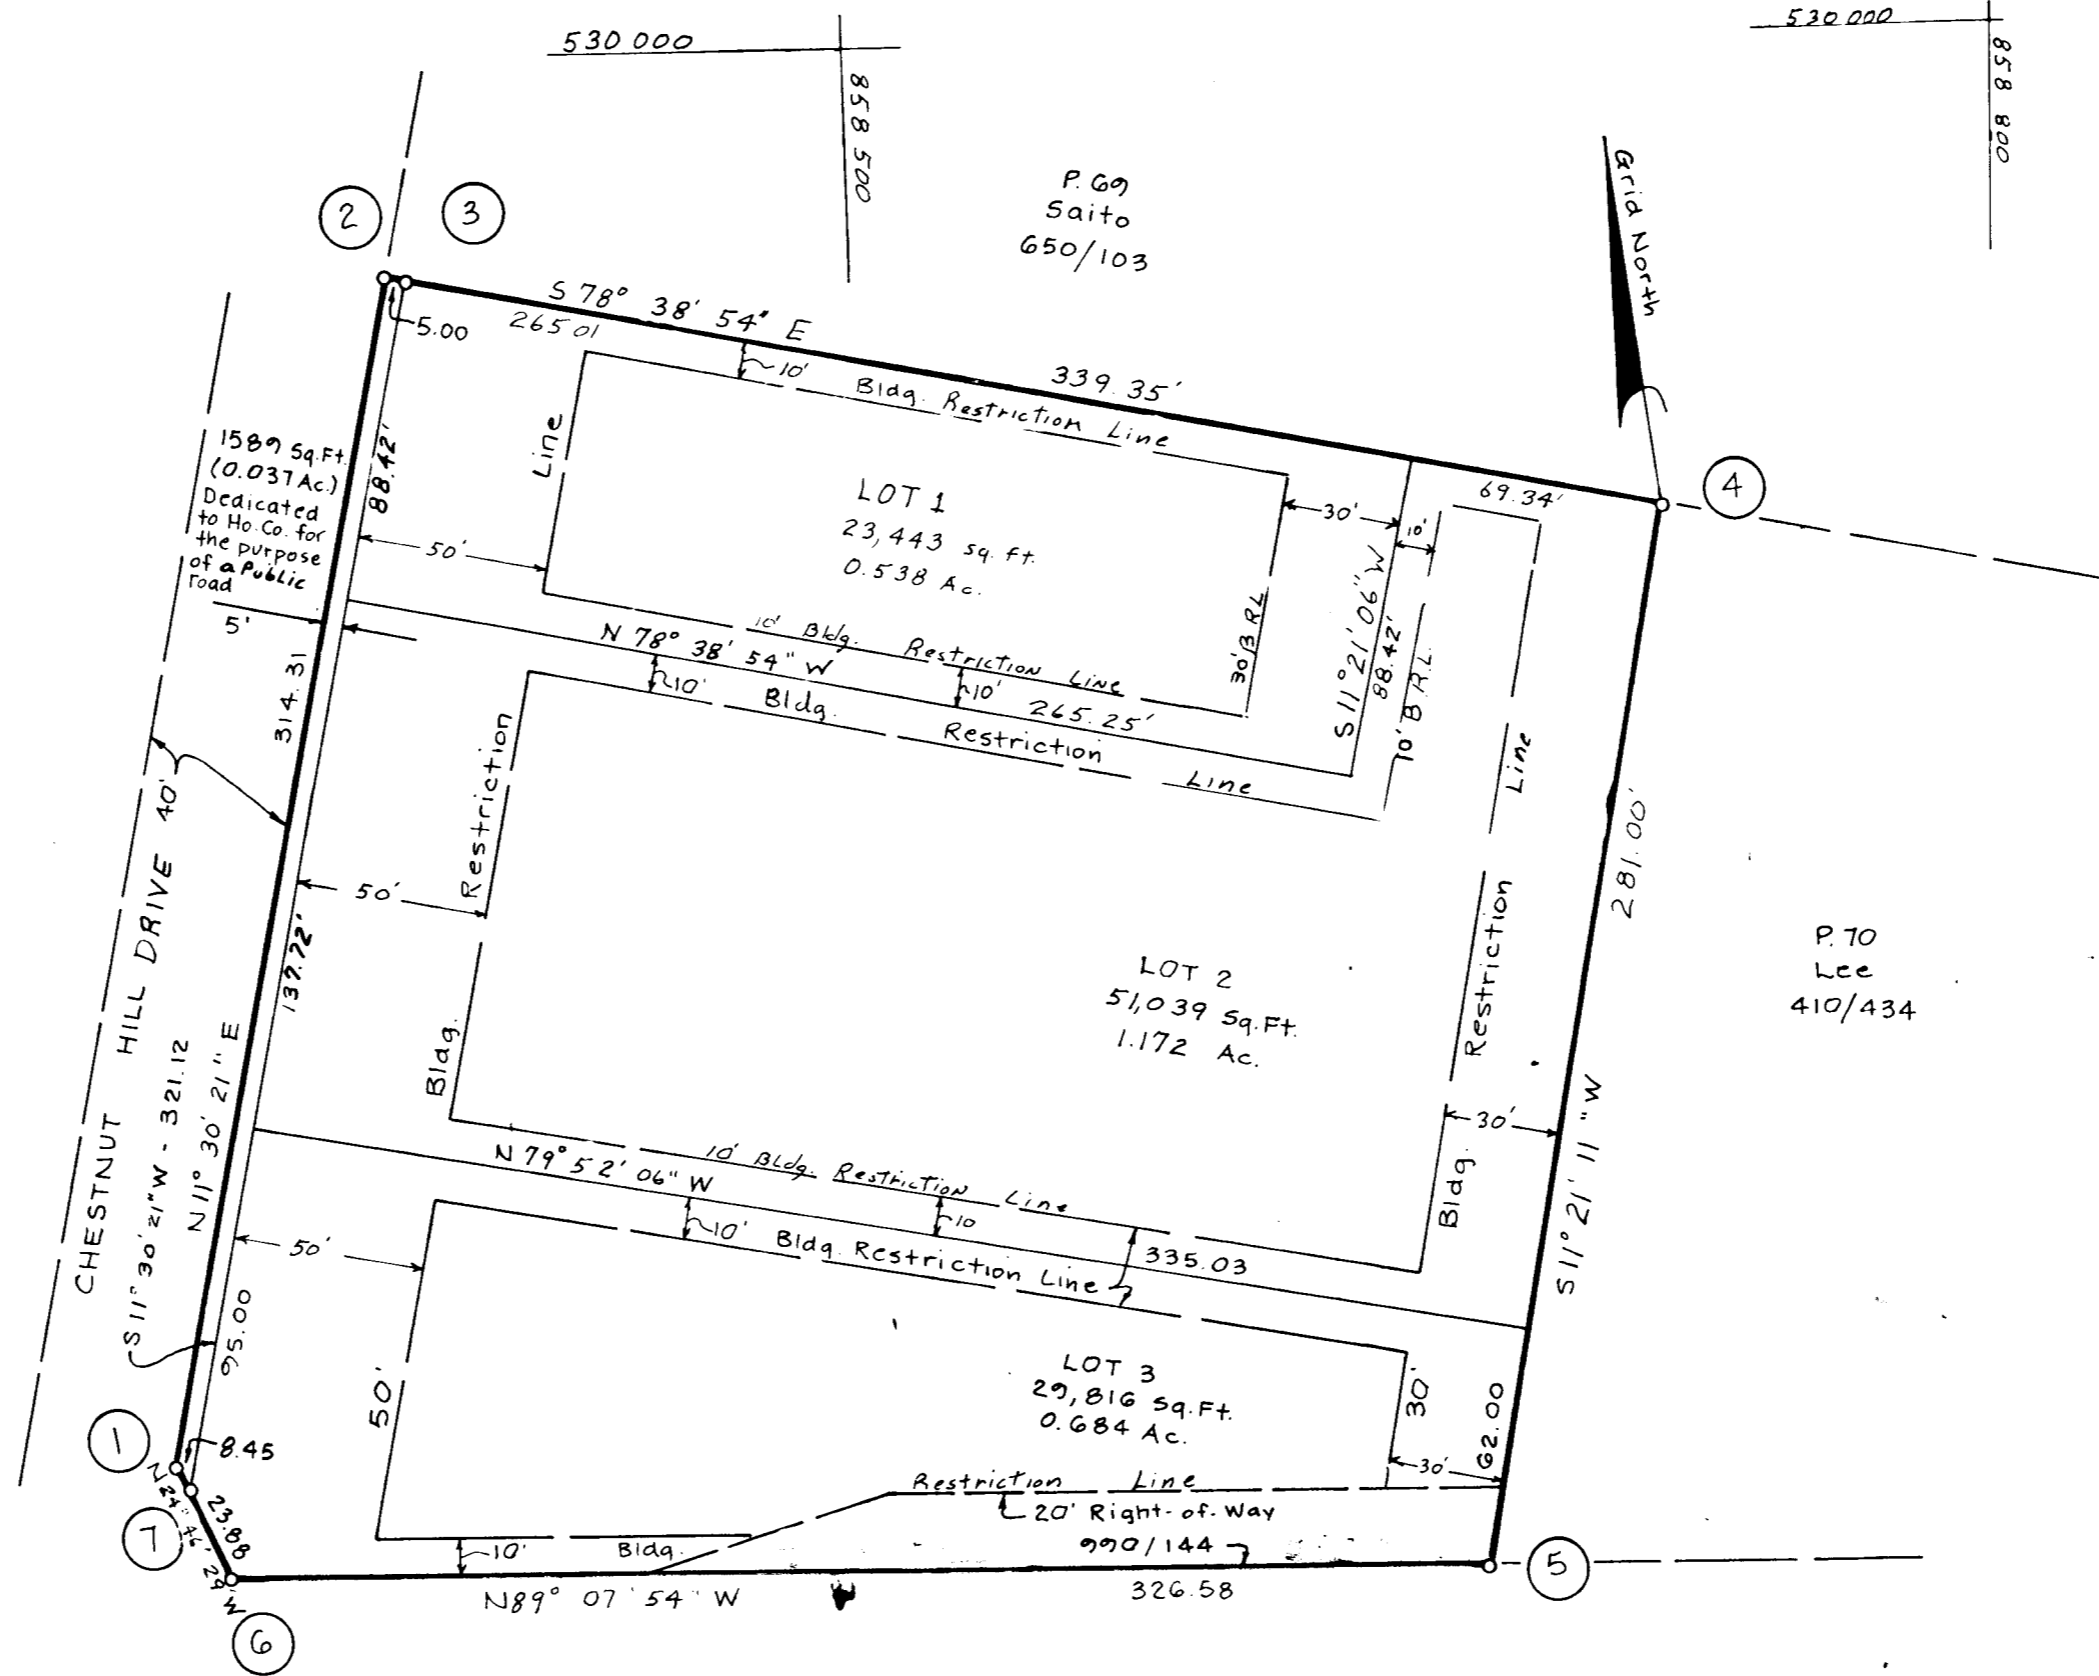 530 000
858 500
530 000
858 800
Grid North
P. 69
Saito
650/103
2
3
4
5.00
S 78° 38' 54" E
265 01
339.35'
69.34'
10'
Bldg. Restriction Line
Line
1589 Sq.Ft.
(0.037 Ac.)
Dedicated
to Ho. Co. for
the purpose
of a Public
road
5'
88.42'
50'
LOT 1
23,443 sq. ft.
0.538 Ac.
30'
10'
30' B RL
S 11° 21' 06" W
88.42'
10' B.R.L.
10' Bldg. Restriction Line
N 78° 38' 54" W
10'
10'
265.25'
Bldg. Restriction Line
314.31
Restriction
Bldg.
50'
137.72'
CHESTNUT HILL DRIVE 40'
S 11° 30' 21" W - 321.12
N 11° 30' 21" E
LOT 2
51,039 Sq.Ft.
1.172 Ac.
Line
Restriction
Bldg.
30'
281.00'
S 11° 21' 11" W
P. 70
Lee
410/434
10' Bldg. Restriction Line
N 79° 52' 06" W
10
10'
Bldg. Restriction Line
335.03
50'
95.00
50'
LOT 3
29,816 Sq.Ft.
0.684 Ac.
30'
30'
62.00
1
8.45
7
23.88
N 24° 46' 29" W
6
Restriction Line
20' Right-of-Way
990/144
10'
Bldg.
N89° 07' 54" W
326.58
5